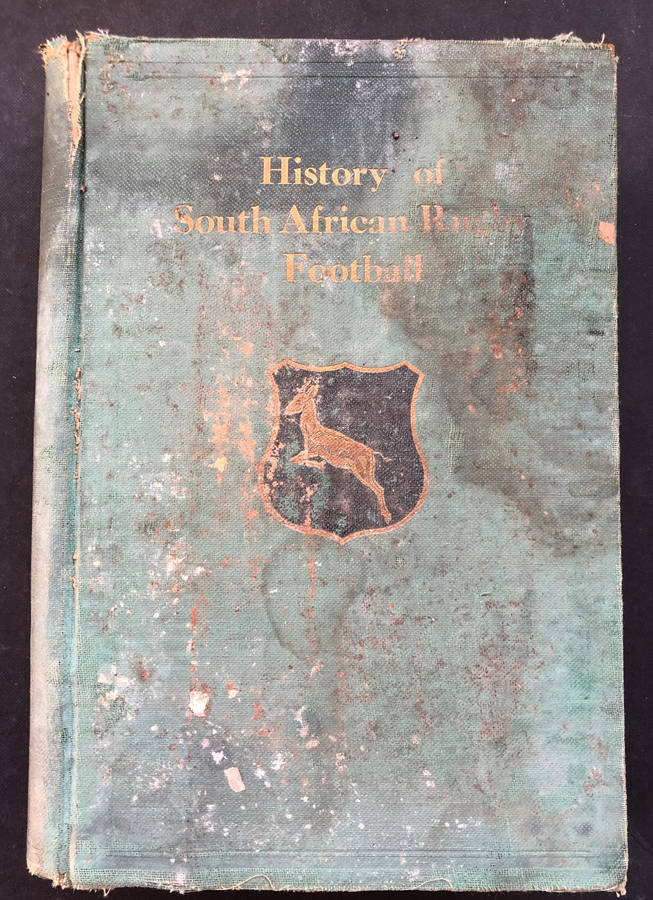 History of
South African Rugby
Football